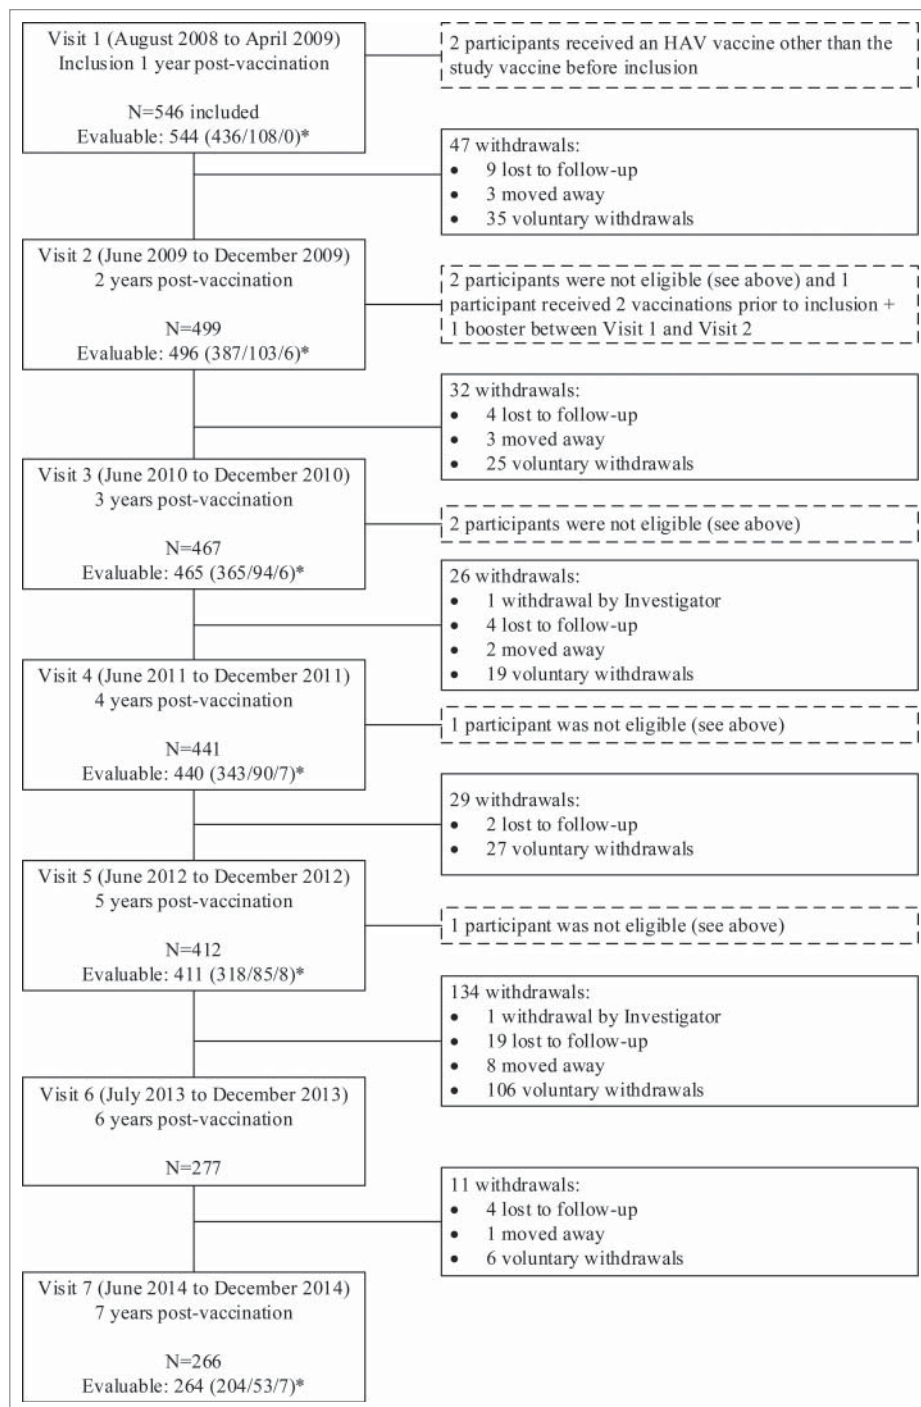 Visit 1 (August 2008 to April 2009)
Inclusion 1 year post-vaccination
N=546 included
Evaluable: 544 (436/108/0)*
2 participants received an HAV vaccine other than the
study vaccine before inclusion
47 withdrawals:
• 9 lost to follow-up
• 3 moved away
• 35 voluntary withdrawals
Visit 2 (June 2009 to December 2009)
2 years post-vaccination
N=499
Evaluable: 496 (387/103/6)*
2 participants were not eligible (see above) and 1
participant received 2 vaccinations prior to inclusion +
1 booster between Visit 1 and Visit 2
32 withdrawals:
• 4 lost to follow-up
• 3 moved away
• 25 voluntary withdrawals
Visit 3 (June 2010 to December 2010)
3 years post-vaccination
N=467
Evaluable: 465 (365/94/6)*
2 participants were not eligible (see above)
26 withdrawals:
• 1 withdrawal by Investigator
• 4 lost to follow-up
• 2 moved away
• 19 voluntary withdrawals
Visit 4 (June 2011 to December 2011)
4 years post-vaccination
N=441
Evaluable: 440 (343/90/7)*
1 participant was not eligible (see above)
29 withdrawals:
• 2 lost to follow-up
• 27 voluntary withdrawals
Visit 5 (June 2012 to December 2012)
5 years post-vaccination
N=412
Evaluable: 411 (318/85/8)*
1 participant was not eligible (see above)
134 withdrawals:
• 1 withdrawal by Investigator
• 19 lost to follow-up
• 8 moved away
• 106 voluntary withdrawals
Visit 6 (July 2013 to December 2013)
6 years post-vaccination
N=277
11 withdrawals:
• 4 lost to follow-up
• 1 moved away
• 6 voluntary withdrawals
Visit 7 (June 2014 to December 2014)
7 years post-vaccination
N=266
Evaluable: 264 (204/53/7)*